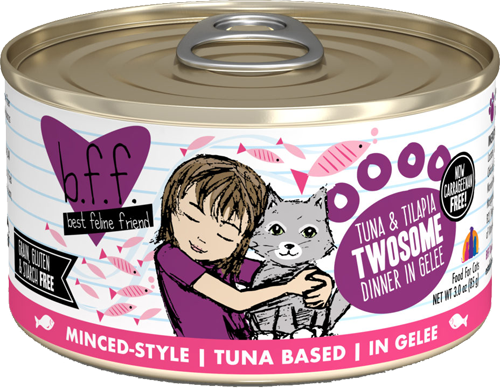 b.f.f.
best feline friend
GRAIN, GLUTEN
& STARCH FREE
TUNA & TILAPIA
TWOSOME
DINNER IN GELEE
NOW
CARRAGEENAN
FREE!
Food For Cats
NET WT 3.0 oz (85 g)
MINCED-STYLE | TUNA BASED | IN GELEE